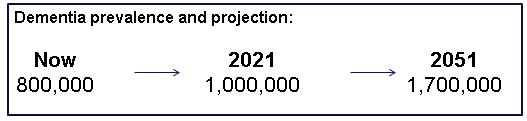 Dementia prevalence and projection:
Now 2021 2051
800,000 1,000,000 1,700,000